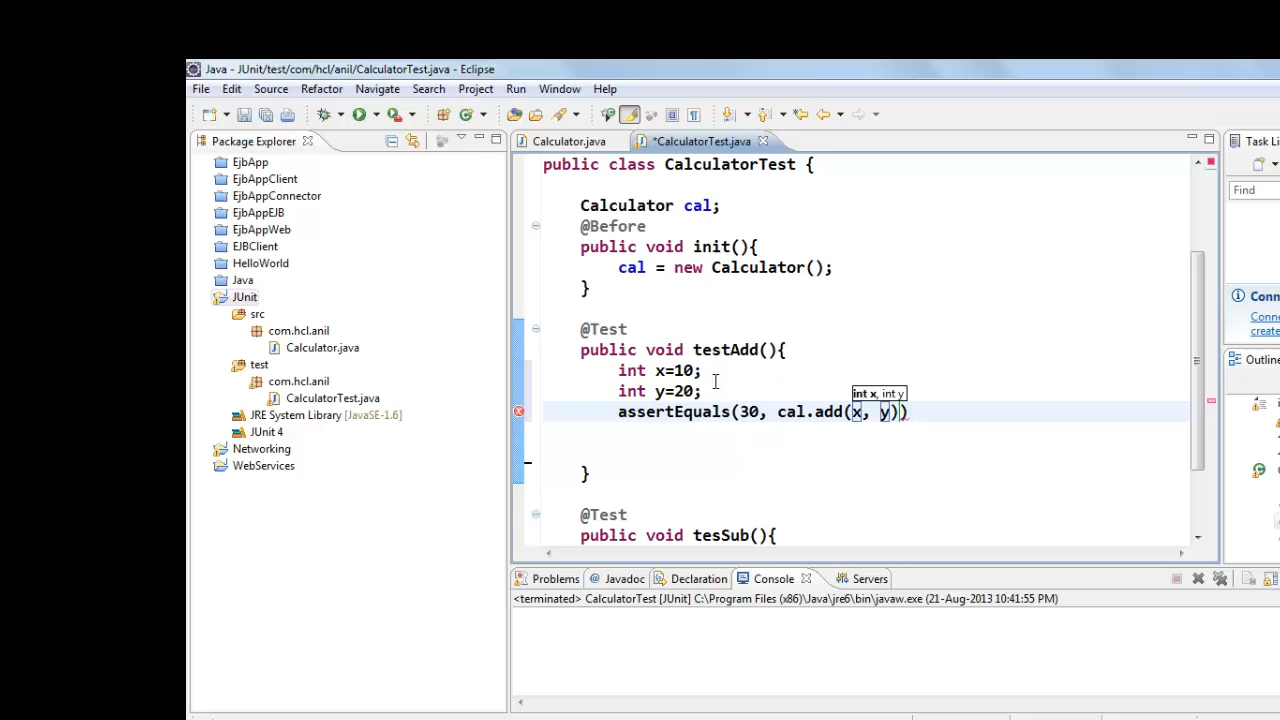 Java - JUnit/test/com/hcl/anil/CalculatorTest.java - Eclipse
File Edit Source Refactor Navigate Search Project Run Window Help
Package Explorer
EjbApp
EjbAppClient
EjbAppConnector
EjbAppEJB
EjbAppWeb
EJBClient
HelloWorld
Java
JUnit
src
com.hcl.anil
Calculator.java
test
com.hcl.anil
CalculatorTest.java
JRE System Library [JavaSE-1.6]
JUnit 4
Networking
WebServices
Calculator.java *CalculatorTest.java
public class CalculatorTest {
Calculator cal;
@Before
public void init(){
cal = new Calculator();
}
@Test
public void testAdd(){
int x=10;
int y=20;
int x, int y
assertEquals(30, cal.add(x, y))
}
@Test
public void tesSub(){
Task Li
Find
Conn
Conne
create
Outline
Problems @ Javadoc Declaration Console Servers
<terminated> CalculatorTest [JUnit] C:\Program Files (x86)\Java\jre6\bin\javaw.exe (21-Aug-2013 10:41:55 PM)